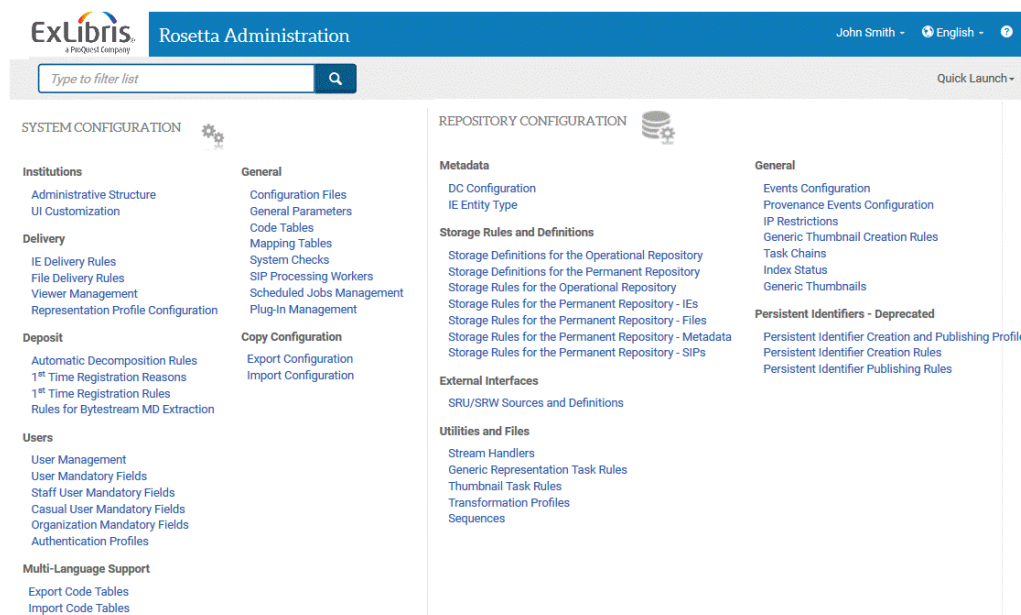 ExLibris
a ProQuest Company
Rosetta Administration
John Smith
English
?
Type to filter list
Quick Launch
SYSTEM CONFIGURATION
Institutions
Administrative Structure
UI Customization
Delivery
IE Delivery Rules
File Delivery Rules
Viewer Management
Representation Profile Configuration
Deposit
Automatic Decomposition Rules
1st Time Registration Reasons
1st Time Registration Rules
Rules for Bytestream MD Extraction
Users
User Management
User Mandatory Fields
Staff User Mandatory Fields
Casual User Mandatory Fields
Organization Mandatory Fields
Authentication Profiles
Multi-Language Support
Export Code Tables
Import Code Tables
General
Configuration Files
General Parameters
Code Tables
Mapping Tables
System Checks
SIP Processing Workers
Scheduled Jobs Management
Plug-In Management
Copy Configuration
Export Configuration
Import Configuration
REPOSITORY CONFIGURATION
Metadata
DC Configuration
IE Entity Type
Storage Rules and Definitions
Storage Definitions for the Operational Repository
Storage Definitions for the Permanent Repository
Storage Rules for the Operational Repository
Storage Rules for the Permanent Repository - IEs
Storage Rules for the Permanent Repository - Files
Storage Rules for the Permanent Repository - Metadata
Storage Rules for the Permanent Repository - SIPs
External Interfaces
SRU/SRW Sources and Definitions
Utilities and Files
Stream Handlers
Generic Representation Task Rules
Thumbnail Task Rules
Transformation Profiles
Sequences
General
Events Configuration
Provenance Events Configuration
IP Restrictions
Generic Thumbnail Creation Rules
Task Chains
Index Status
Generic Thumbnails
Persistent Identifiers - Deprecated
Persistent Identifier Creation and Publishing Profile
Persistent Identifier Creation Rules
Persistent Identifier Publishing Rules